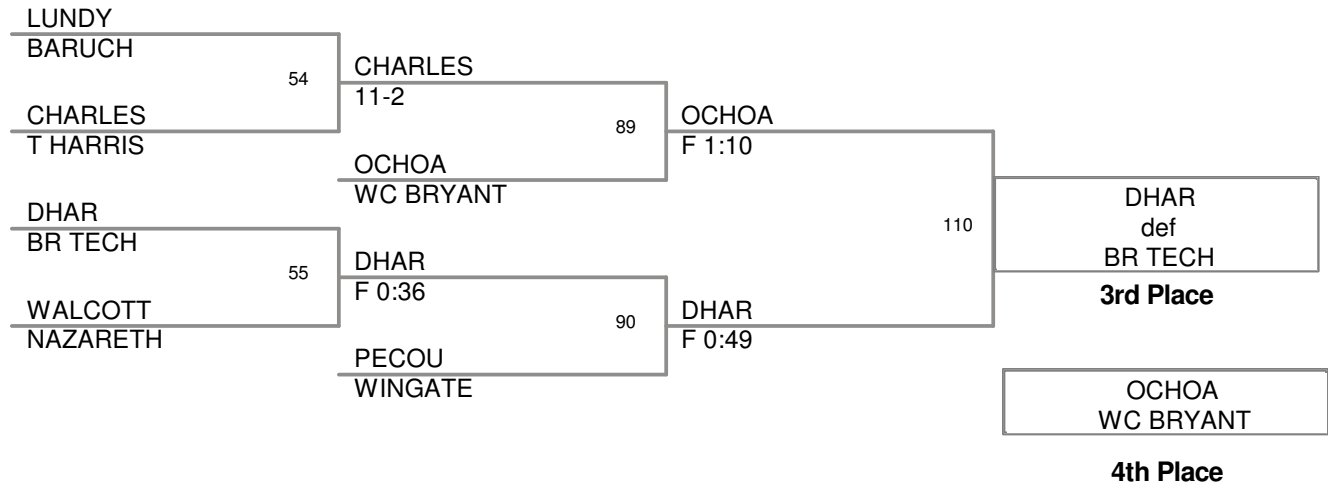 LUNDY
BARUCH
54
CHARLES
11-2
CHARLES
T HARRIS
89
OCHOA
F 1:10
OCHOA
WC BRYANT
DHAR
BR TECH
110
DHAR
def
BR TECH
3rd Place
55
DHAR
F 0:36
WALCOTT
NAZARETH
90
DHAR
F 0:49
PECOU
WINGATE
OCHOA
WC BRYANT
4th Place